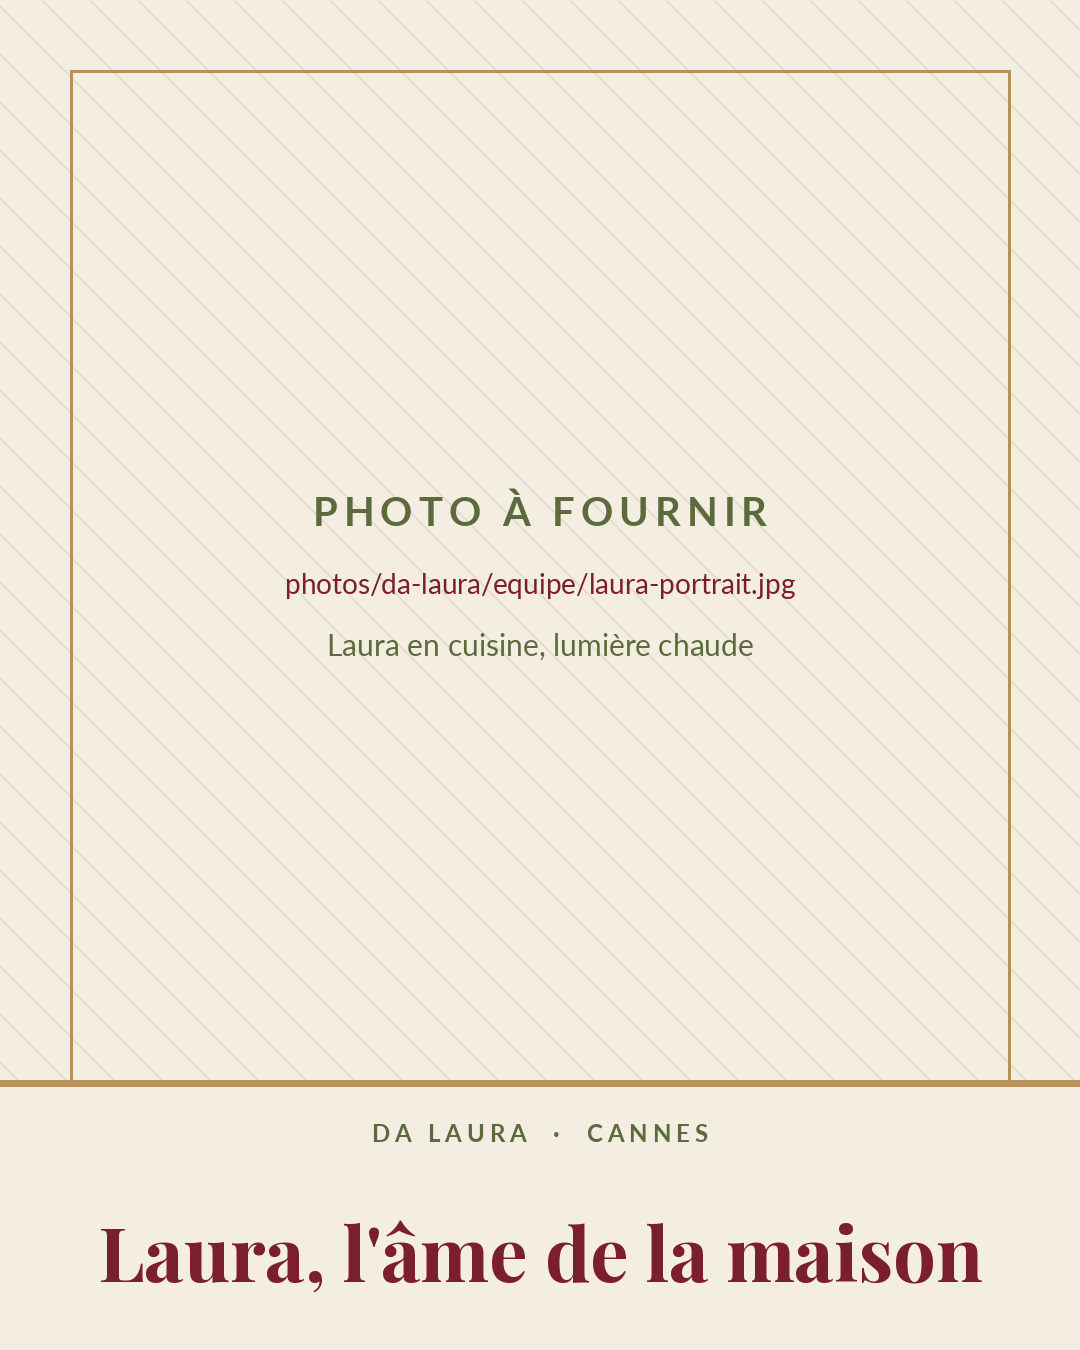 PHOTO À FOURNIR
photos/da-laura/equipe/laura-portrait.jpg
Laura en cuisine, lumière chaude
DA LAURA · CANNES
Laura, l'âme de la maison